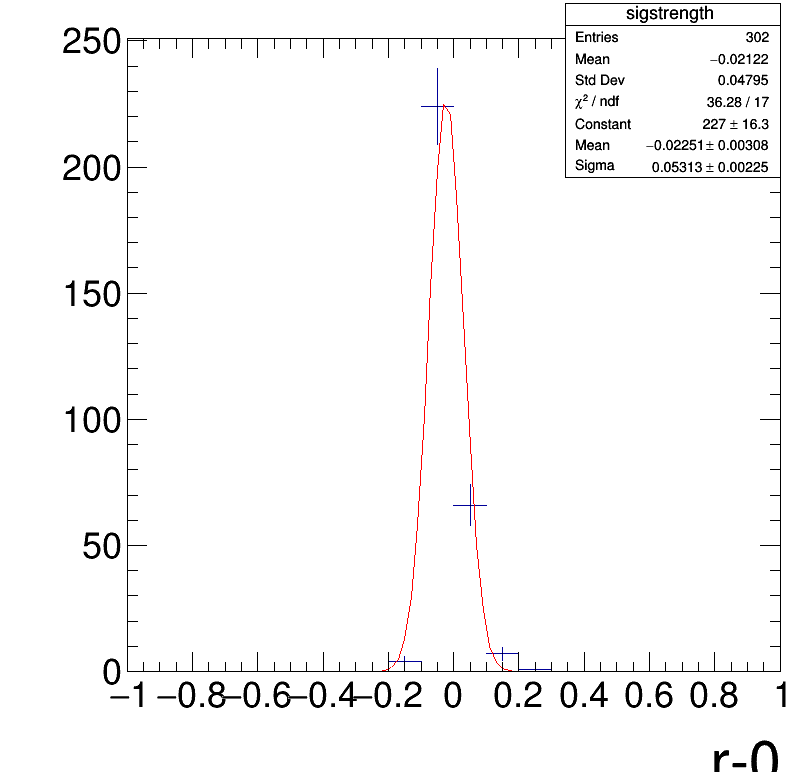 sigstrength
Entries 302
Mean −0.02122
Std Dev 0.04795
χ² / ndf 36.28 / 17
Constant 227 ± 16.3
Mean −0.02251 ± 0.00308
Sigma 0.05313 ± 0.00225
250
200
150
100
50
0
−1 −0.8 −0.6 −0.4 −0.2 0 0.2 0.4 0.6 0.8 1
r-0